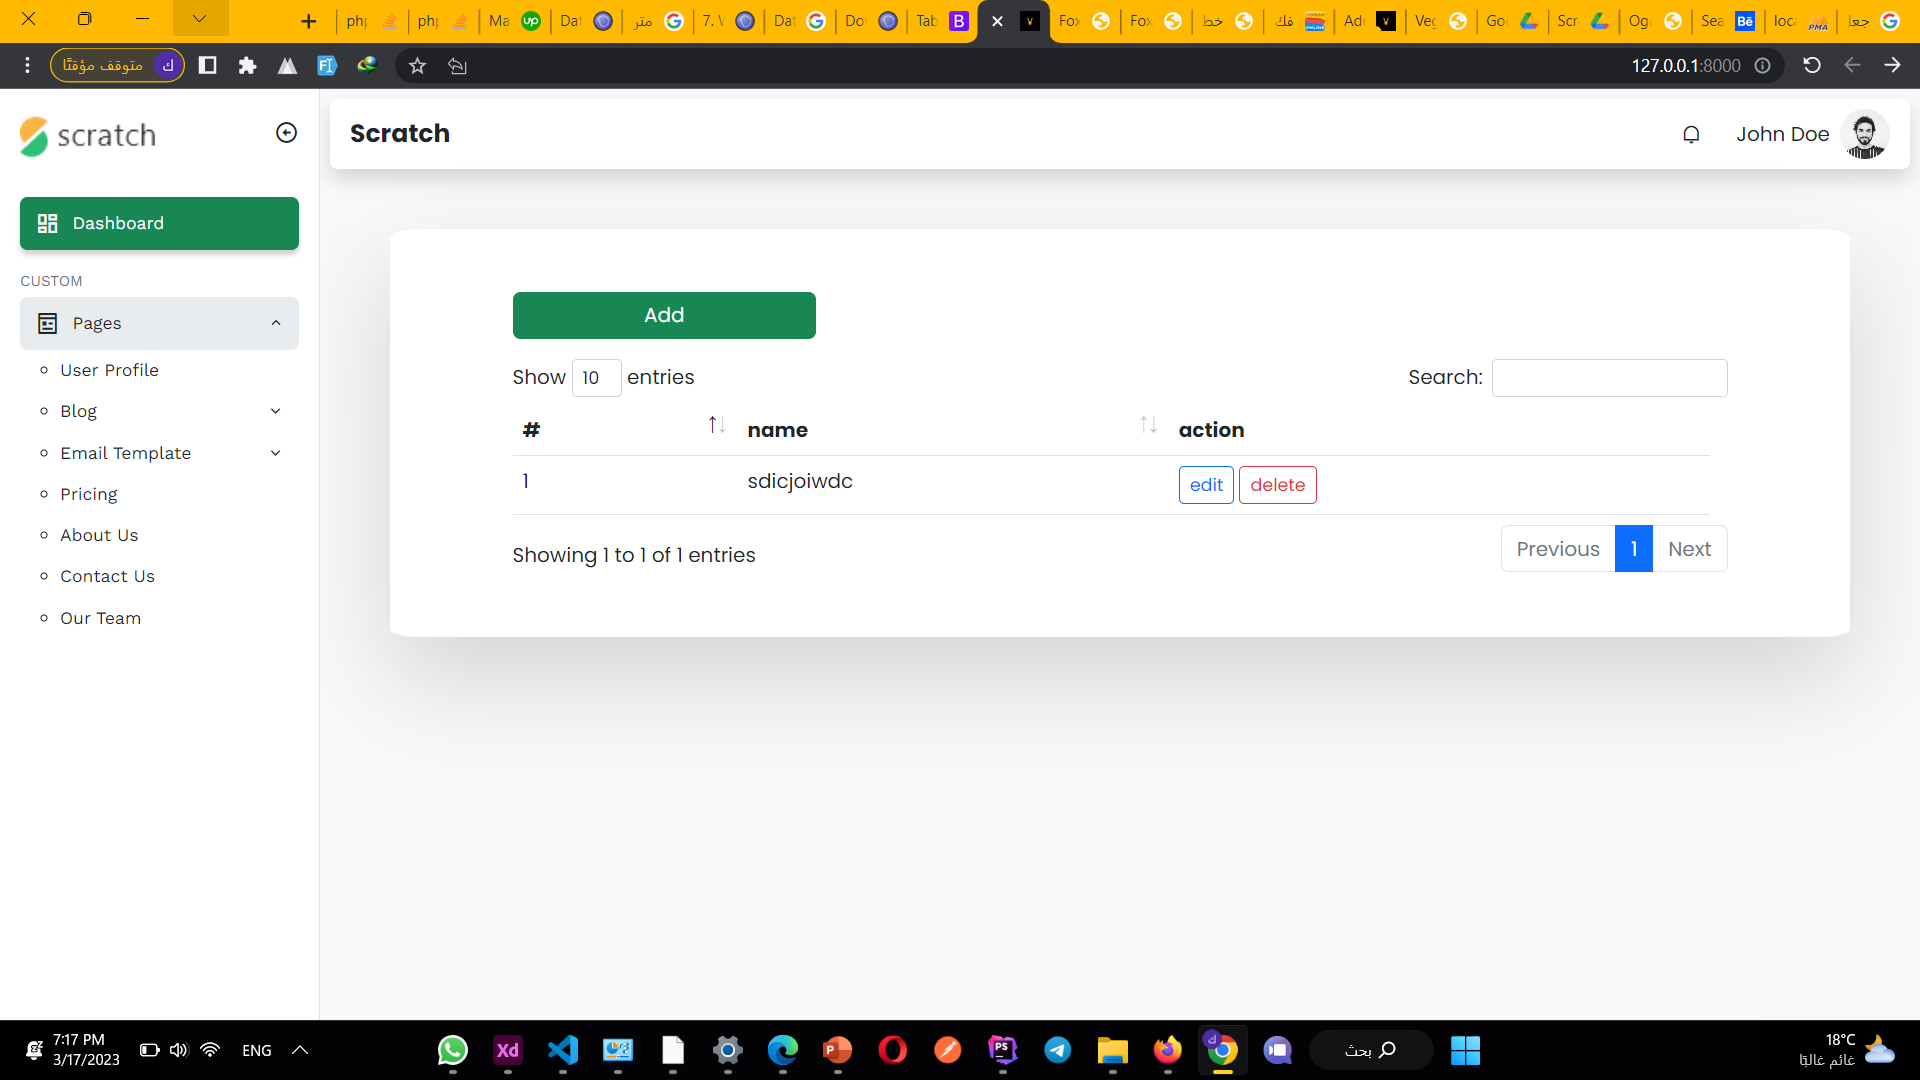 php
php
Ma
Dat
متر
7. V
Dat
Do
Tab
Fox
Fox
خط
فك
Ad
Veg
Goo
Scr
Og
Sea
loca
جعا
متوقف مؤقتًا
ك
127.0.0.1:8000
scratch
Dashboard
CUSTOM
Pages
User Profile
Blog
Email Template
Pricing
About Us
Contact Us
Our Team
Scratch
John Doe
Add
Show 10 entries
Search:
# name action
1 sdicjoiwdc edit delete
Showing 1 to 1 of 1 entries
Previous 1 Next
7:17 PM
3/17/2023
ENG
بحث
18°C
غائم غالبًا